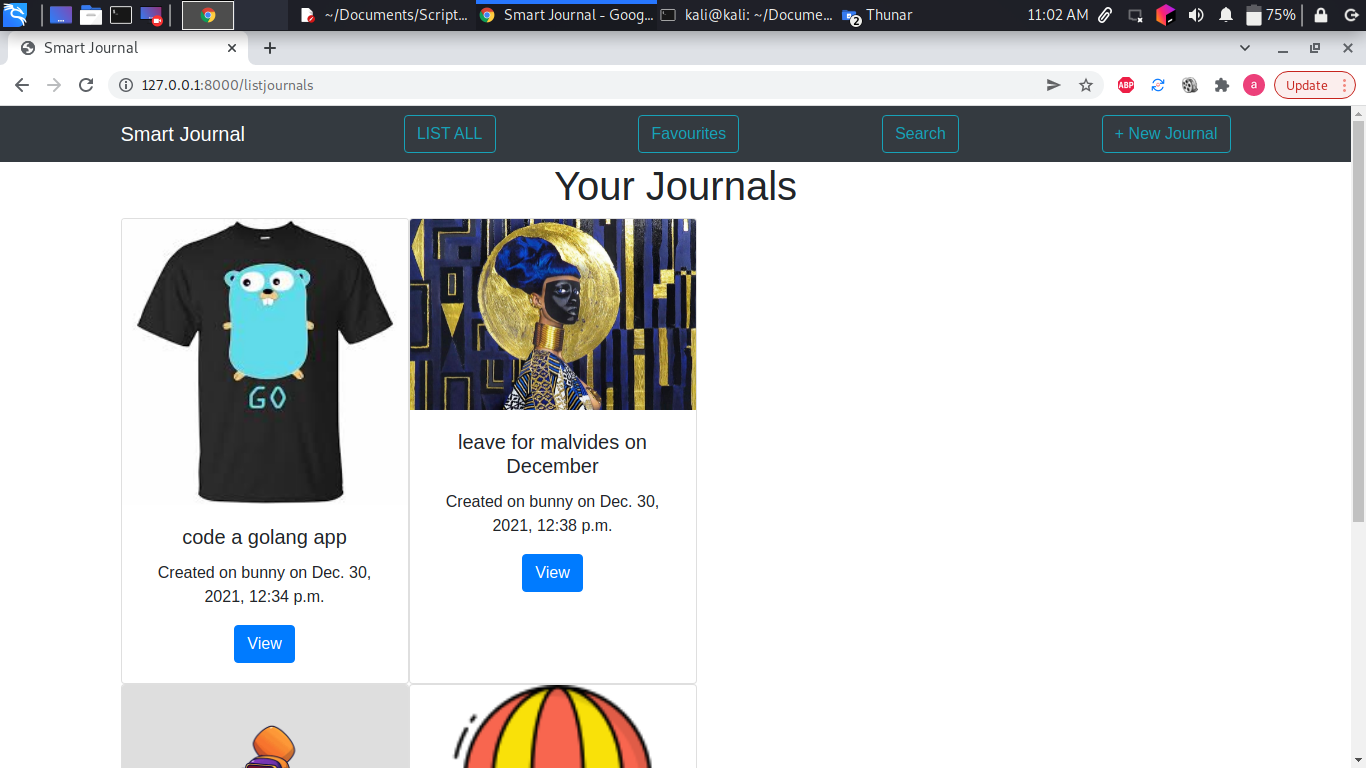 ~/Documents/Script...
Smart Journal - Goog...
kali@kali: ~/Docume...
2
Thunar
11:02 AM
75%
Smart Journal
127.0.0.1:8000/listjournals
ABP
a
Update
Smart Journal
LIST ALL
Favourites
Search
+ New Journal
Your Journals
GO
code a golang app
Created on bunny on Dec. 30,
2021, 12:34 p.m.
View
leave for malvides on
December
Created on bunny on Dec. 30,
2021, 12:38 p.m.
View